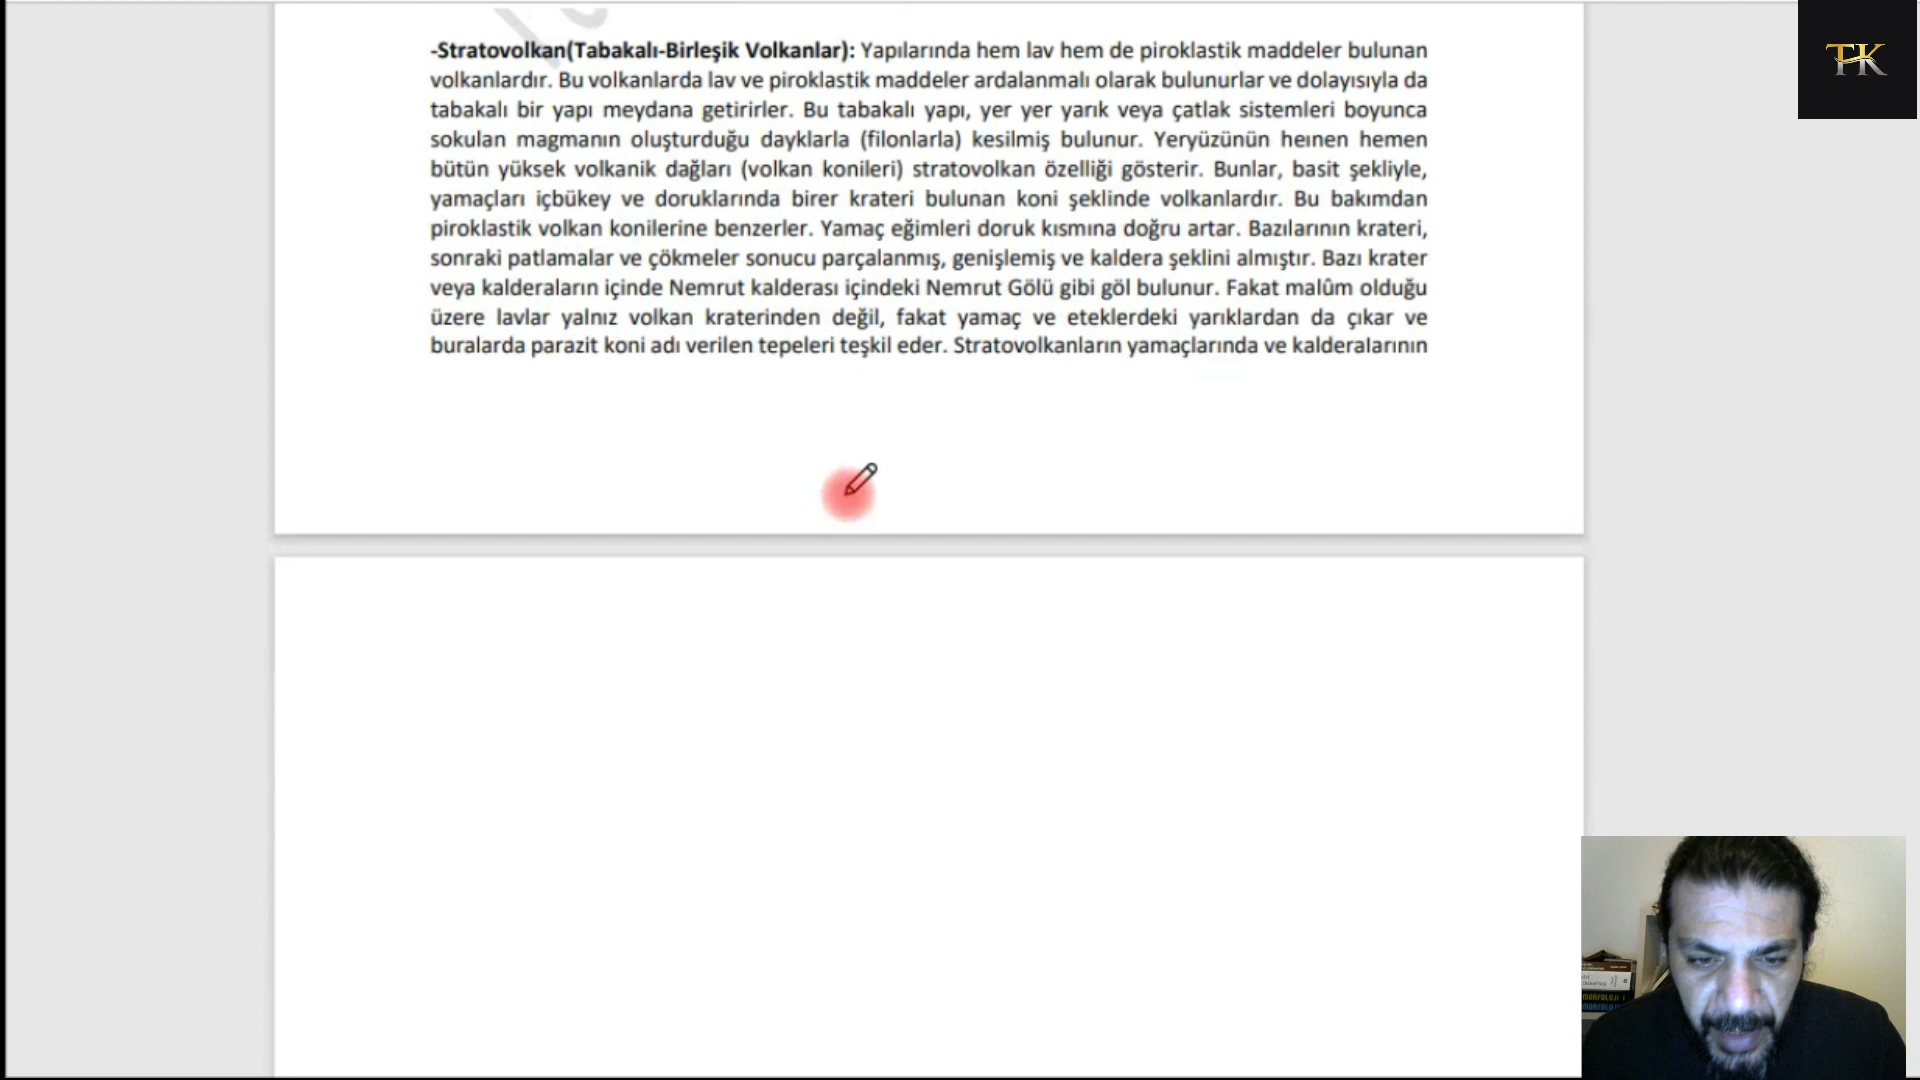 -Stratovolkan(Tabakalı-Birleşik Volkanlar): Yapılarında hem lav hem de piroklastik maddeler bulunan
volkanlardır. Bu volkanlarda lav ve piroklastik maddeler ardalanmalı olarak bulunurlar ve dolayısıyla da
tabakalı bir yapı meydana getirirler. Bu tabakalı yapı, yer yer yarık veya çatlak sistemleri boyunca
sokulan magmanın oluşturduğu dayklarla (filonlarla) kesilmiş bulunur. Yeryüzünün heınen hemen
bütün yüksek volkanik dağları (volkan konileri) stratovolkan özelliği gösterir. Bunlar, basit şekliyle,
yamaçları içbükey ve doruklarında birer krateri bulunan koni şeklinde volkanlardır. Bu bakımdan
piroklastik volkan konilerine benzerler. Yamaç eğimleri doruk kısmına doğru artar. Bazılarının krateri,
sonraki patlamalar ve çökmeler sonucu parçalanmış, genişlemiş ve kaldera şeklini almıştır. Bazı krater
veya kalderaların içinde Nemrut kalderası içindeki Nemrut Gölü gibi göl bulunur. Fakat malûm olduğu
üzere lavlar yalnız volkan kraterinden değil, fakat yamaç ve eteklerdeki yarıklardan da çıkar ve
buralarda parazit koni adı verilen tepeleri teşkil eder. Stratovolkanların yamaçlarında ve kalderalarının
TK